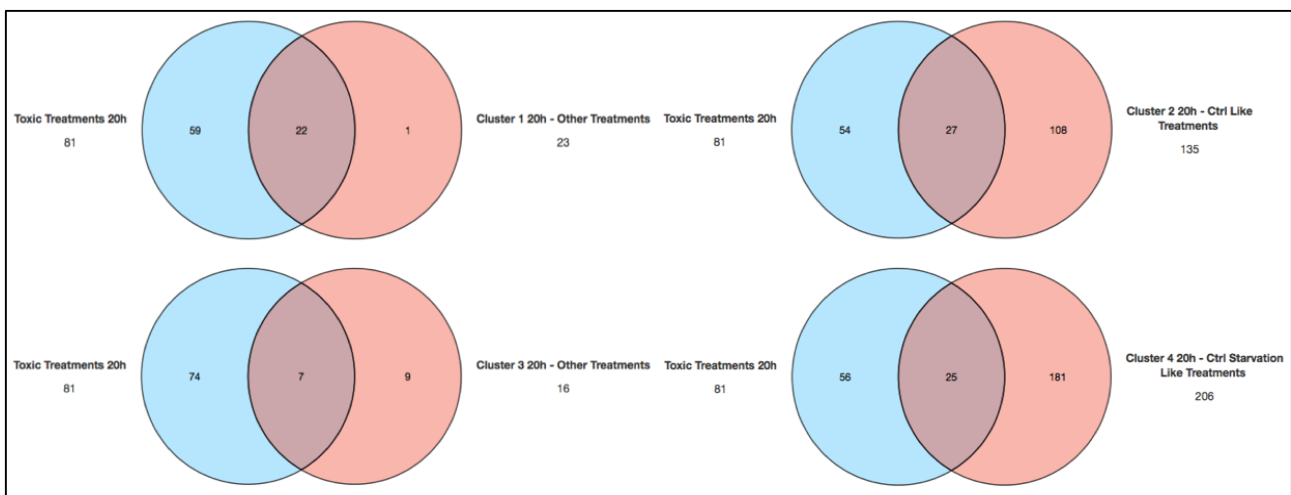 Toxic Treatments 20h
81
59
22
1
Cluster 1 20h - Other Treatments
23
Toxic Treatments 20h
81
54
27
108
Cluster 2 20h - Ctrl Like
Treatments
135
Toxic Treatments 20h
81
74
7
9
Cluster 3 20h - Other Treatments
16
Toxic Treatments 20h
81
56
25
181
Cluster 4 20h - Ctrl Starvation
Like Treatments
206